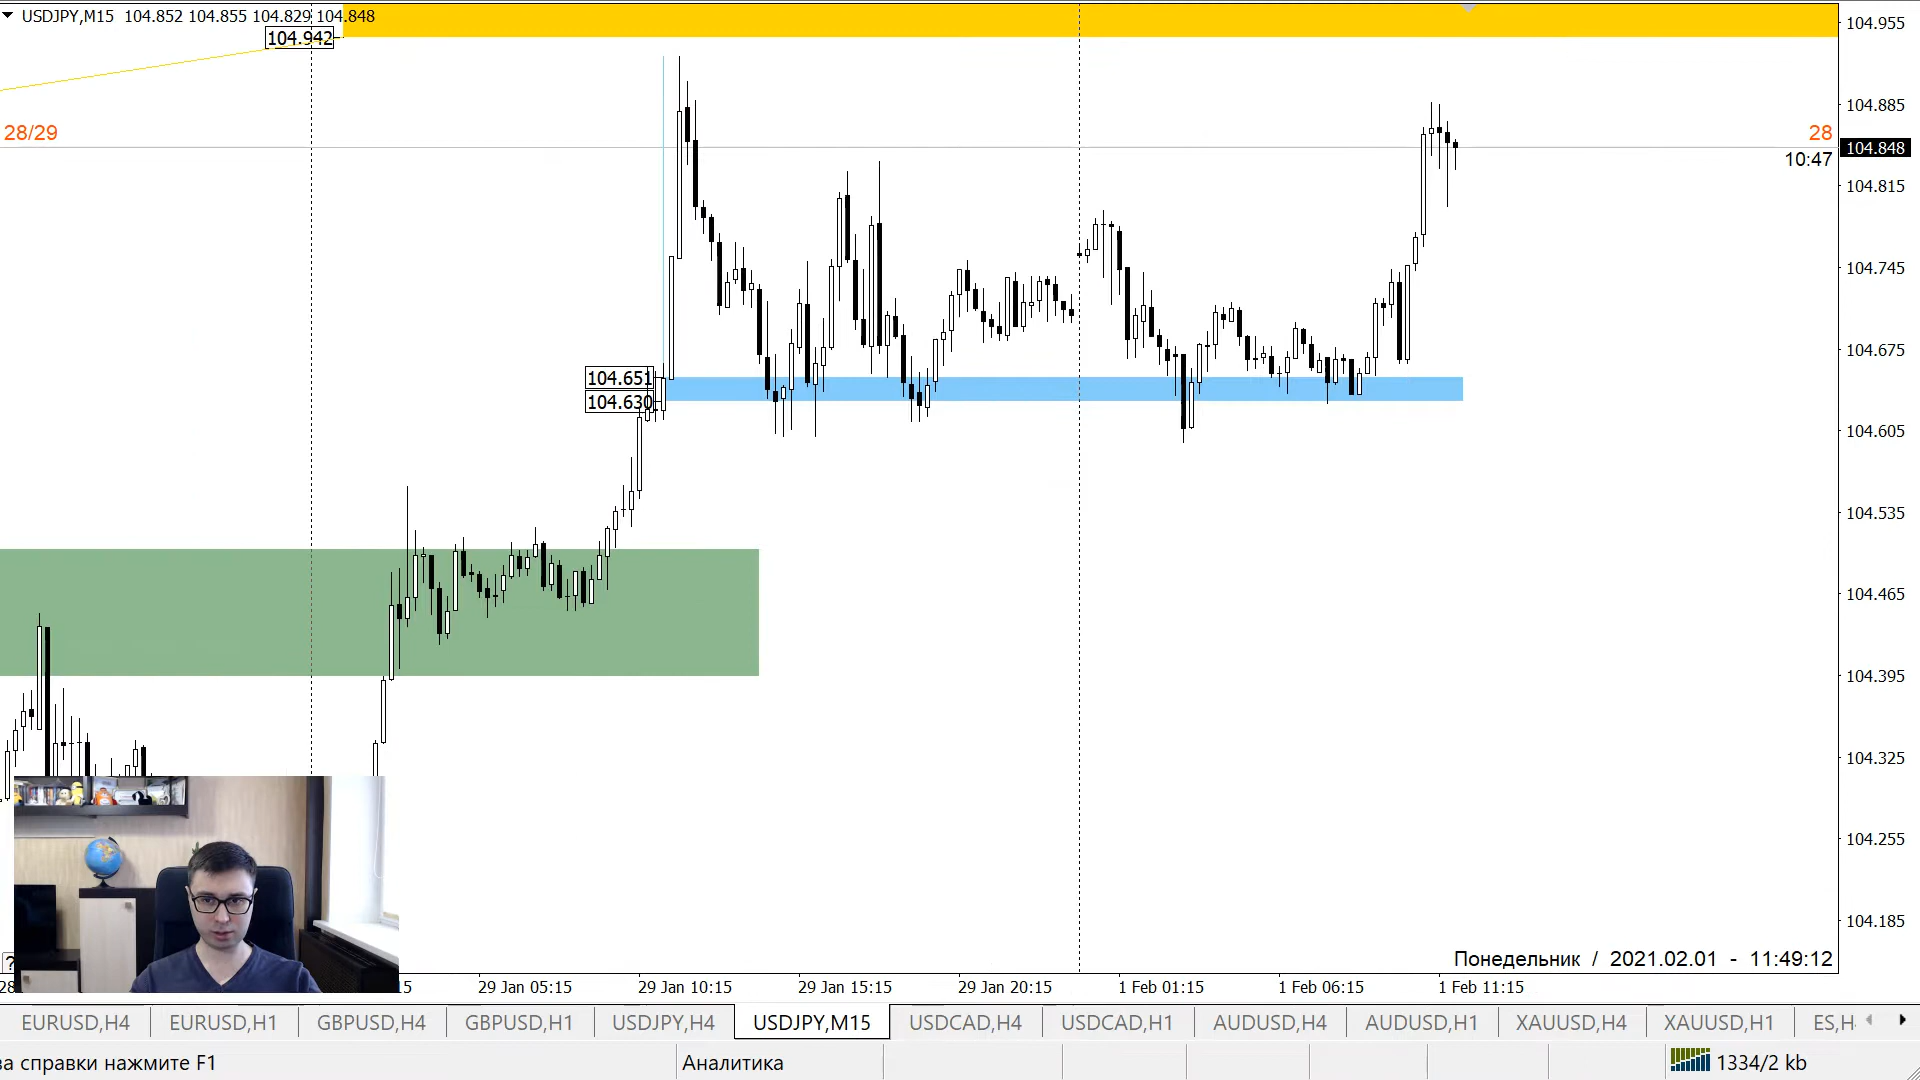 USDJPY,M15 104.852 104.855 104.829 104.848
104.942
28/29
28
10:47
104.955
104.885
104.848
104.815
104.745
104.675
104.605
104.535
104.465
104.395
104.325
104.255
104.185
104.651
104.630
Понедельник / 2021.02.01 - 11:49:12
?
28
15
29 Jan 05:15
29 Jan 10:15
29 Jan 15:15
29 Jan 20:15
1 Feb 01:15
1 Feb 06:15
1 Feb 11:15
EURUSD,H4
EURUSD,H1
GBPUSD,H4
GBPUSD,H1
USDJPY,H4
USDJPY,M15
USDCAD,H4
USDCAD,H1
AUDUSD,H4
AUDUSD,H1
XAUUSD,H4
XAUUSD,H1
ES,H
за справки нажмите F1
Аналитика
1334/2 kb